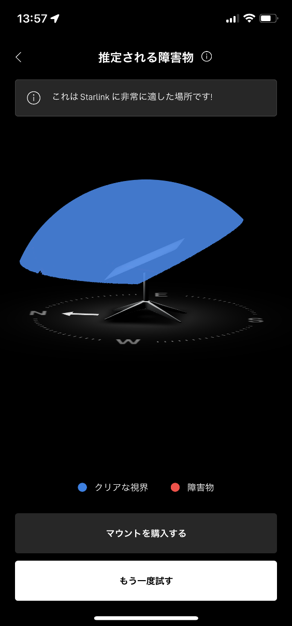 13:57
推定される障害物
これは Starlink に非常に適した場所です!
E
N
S
W
クリアな視界
障害物
マウントを購入する
もう一度試す